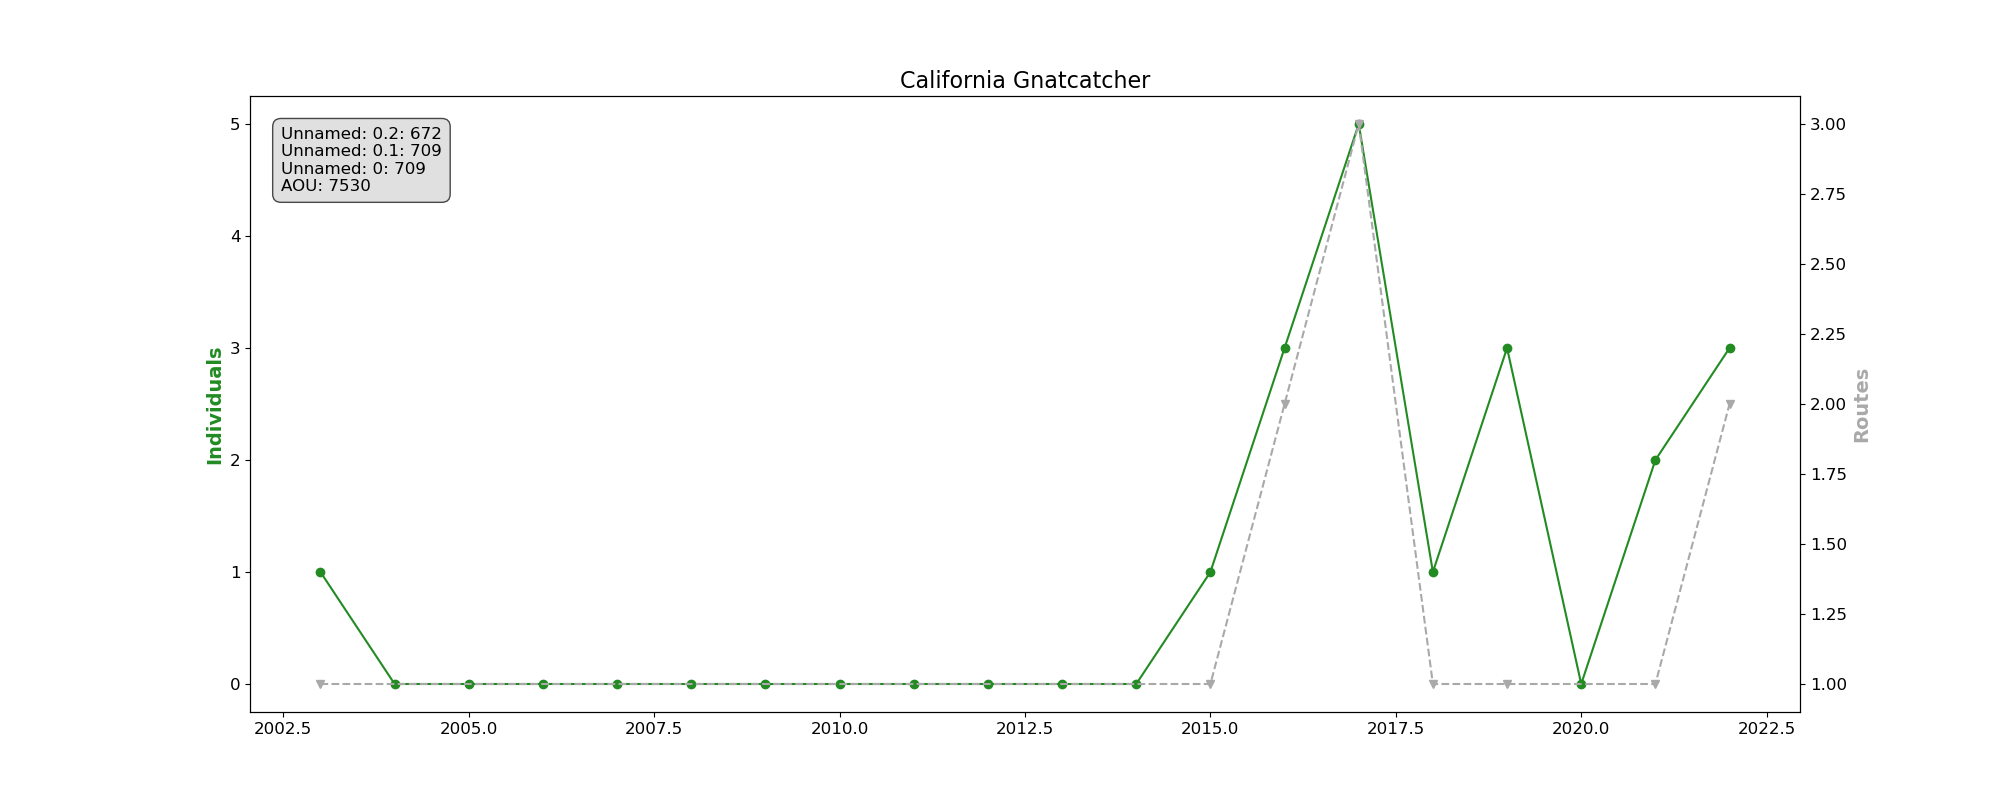 California Gnatcatcher
Unnamed: 0.2: 672
Unnamed: 0.1: 709
Unnamed: 0: 709
AOU: 7530
Individuals
5
4
3
2
1
0
3.00
2.75
2.50
2.25
2.00
1.75
1.50
1.25
1.00
Routes
2002.5 2005.0 2007.5 2010.0 2012.5 2015.0 2017.5 2020.0 2022.5